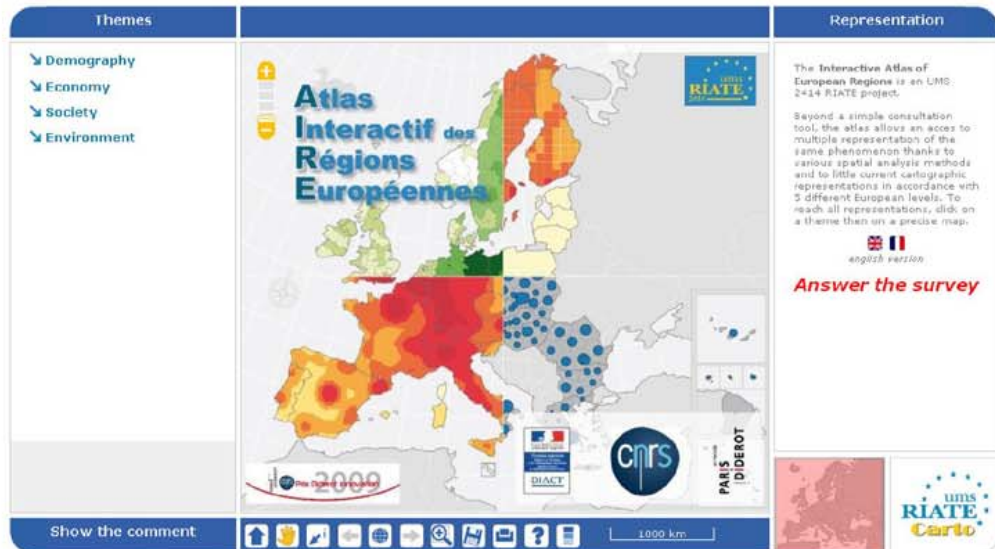 Themes
Representation
Demography
Economy
Society
Environment
Atlas
Interactif des
Régions
Européennes
ums
RIATE
The Interactive Atlas of
European Regions is an UMS
2414 RIATE project.
Beyond a simple consultation
tool, the atlas allows an acces to
multiple representation of the
same phenomenon thanks to
various spatial analysis methods
and to little current cartographic
representations in accordance with
5 different European levels. To
reach all representations, click on
a theme then on a precise map.
english version
Answer the survey
2009
DIACT
cnrs
PARIS
DIDEROT
ums
RIATE
Carto
Show the comment
i
?
1000 km